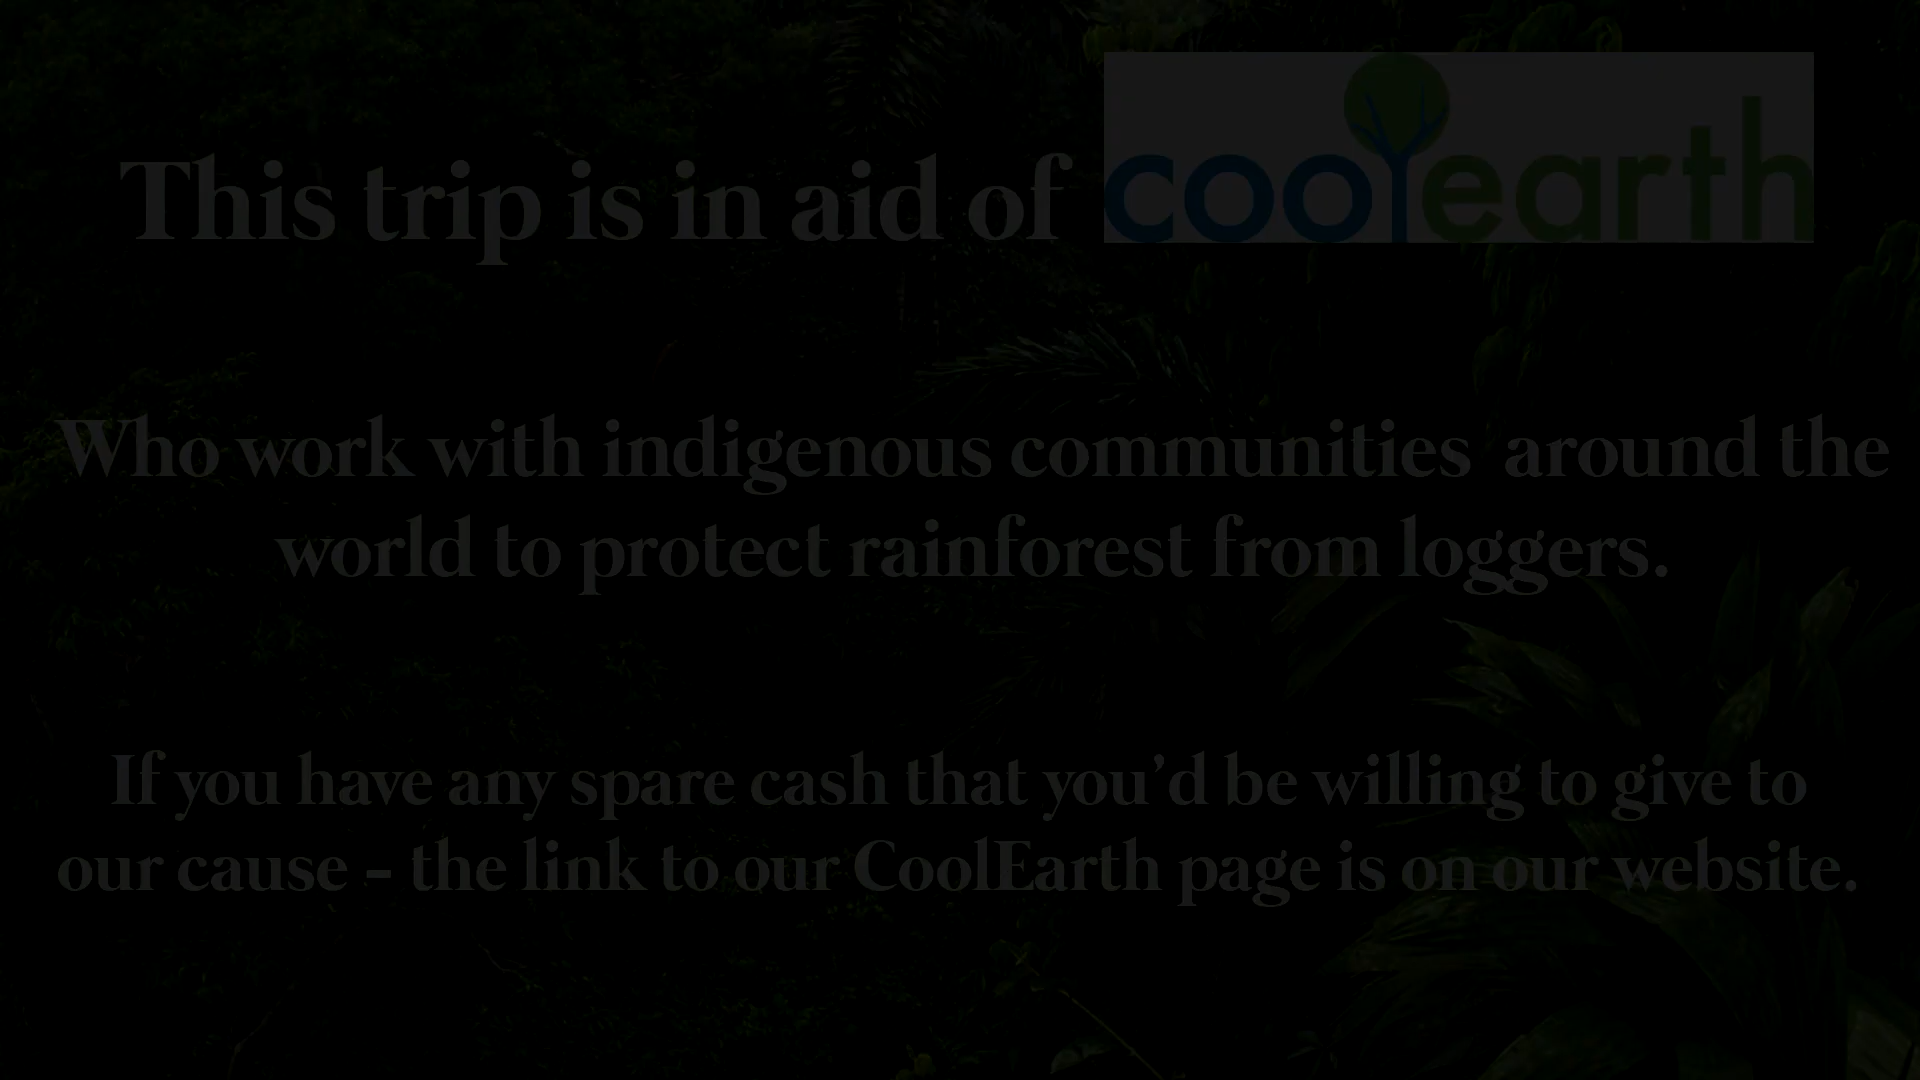 This trip is in aid of coolearth
Who work with indigenous communities around the
world to protect rainforest from loggers.
If you have any spare cash that you’d be willing to give to
our cause - the link to our CoolEarth page is on our website.